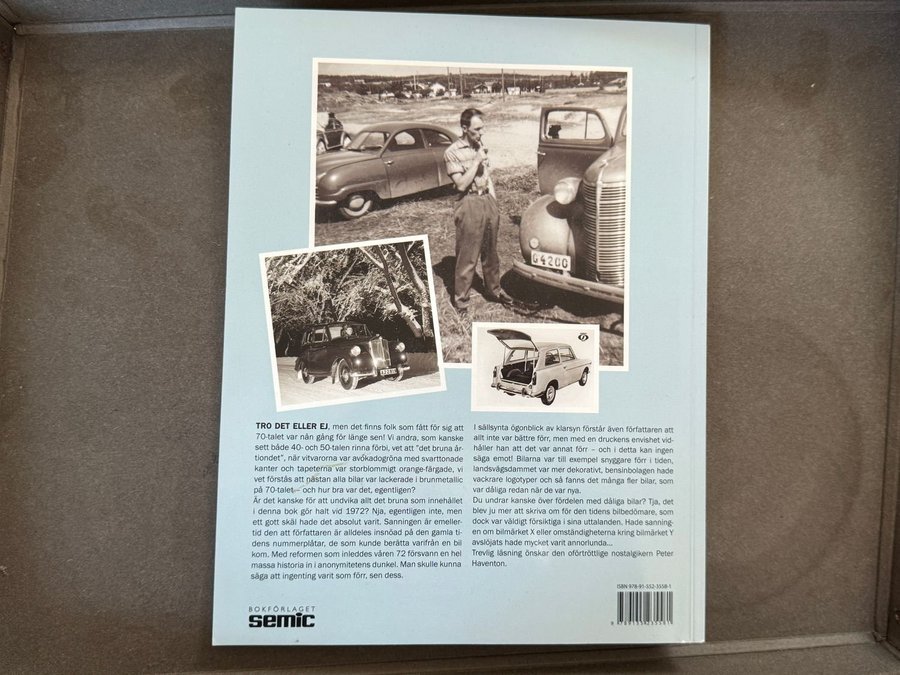 G4200
TRO DET ELLER EJ, men det finns folk som fått för sig att
70-talet var nån gång för länge sen! Vi andra, som kanske
sett både 40- och 50-talen rinna förbi, vet att "det bruna år-
tiondet", när vitvarorna var avokadogröna med svarttonade
kanter och tapeterna var storblommigt orange-färgade, vi
vet förstås att nästan alla bilar var lackerade i brunmetallic
på 70-talet – och hur bra var det, egentligen?
Är det kanske för att undvika allt det bruna som innehållet
i denna bok gör halt vid 1972? Nja, egentligen inte, men
ett gott skäl hade det absolut varit. Sanningen är emeller-
tid den att författaren är alldeles insnöad på den gamla ti-
dens nummerplåtar, de som kunde berätta varifrån en bil
kom. Med reformen som inleddes våren 72 försvann en hel
massa historia in i anonymitetens dunkel. Man skulle kunna
säga att ingenting varit som förr, sen dess.
I sällsynta ögonblick av klarsyn förstår även författaren att
allt inte var bättre förr, men med en druckens envishet vid-
håller han att det var annat förr – och i detta kan ingen
säga emot! Bilarna var till exempel snyggare förr i tiden,
landsvägsdammet var mer dekorativt, bensinbolagen hade
vackrare logotyper och så fanns det många fler bilar, som
var dåliga redan när de var nya.
Du undrar kanske över fördelen med dåliga bilar? Tja, det
blev ju mer att skriva om för den tidens bilbedömare, som
dock var väldigt försiktiga i sina uttalanden. Hade sanning-
en om bilmärket X eller omständigheterna kring bilmärket Y
avslöjats hade mycket varit annorlunda...
Trevlig läsning önskar den oförtröttlige nostalgikern Peter
Haventon.
BOKFÖRLAGET
semic
ISBN 978-91-552-3558-1
9 789155 235581